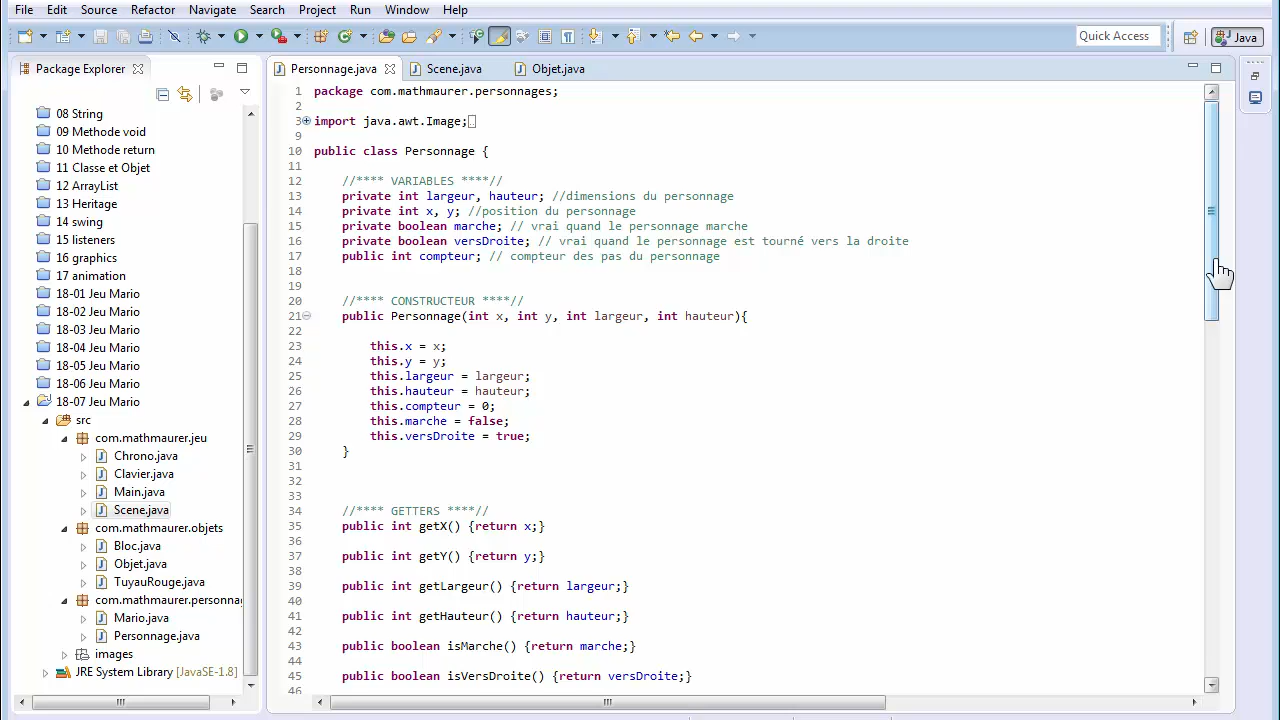 File Edit Source Refactor Navigate Search Project Run Window Help
Quick Access
Java
Package Explorer
08 String
09 Methode void
10 Methode return
11 Classe et Objet
12 ArrayList
13 Heritage
14 swing
15 listeners
16 graphics
17 animation
18-01 Jeu Mario
18-02 Jeu Mario
18-03 Jeu Mario
18-04 Jeu Mario
18-05 Jeu Mario
18-06 Jeu Mario
18-07 Jeu Mario
src
com.mathmaurer.jeu
Chrono.java
Clavier.java
Main.java
Scene.java
com.mathmaurer.objets
Bloc.java
Objet.java
TuyauRouge.java
com.mathmaurer.personnag
Mario.java
Personnage.java
images
JRE System Library [JavaSE-1.8]
Personnage.java Scene.java Objet.java
1 package com.mathmaurer.personnages;
2
3 import java.awt.Image;
9
10 public class Personnage {
11
12 //**** VARIABLES ****//
13 private int largeur, hauteur; //dimensions du personnage
14 private int x, y; //position du personnage
15 private boolean marche; // vrai quand le personnage marche
16 private boolean versDroite; // vrai quand le personnage est tourné vers la droite
17 public int compteur; // compteur des pas du personnage
18
19
20 //**** CONSTRUCTEUR ****//
21 public Personnage(int x, int y, int largeur, int hauteur){
22
23 this.x = x;
24 this.y = y;
25 this.largeur = largeur;
26 this.hauteur = hauteur;
27 this.compteur = 0;
28 this.marche = false;
29 this.versDroite = true;
30 }
31
32
33
34 //**** GETTERS ****//
35 public int getX() {return x;}
36
37 public int getY() {return y;}
38
39 public int getLargeur() {return largeur;}
40
41 public int getHauteur() {return hauteur;}
42
43 public boolean isMarche() {return marche;}
44
45 public boolean isVersDroite() {return versDroite;}
46